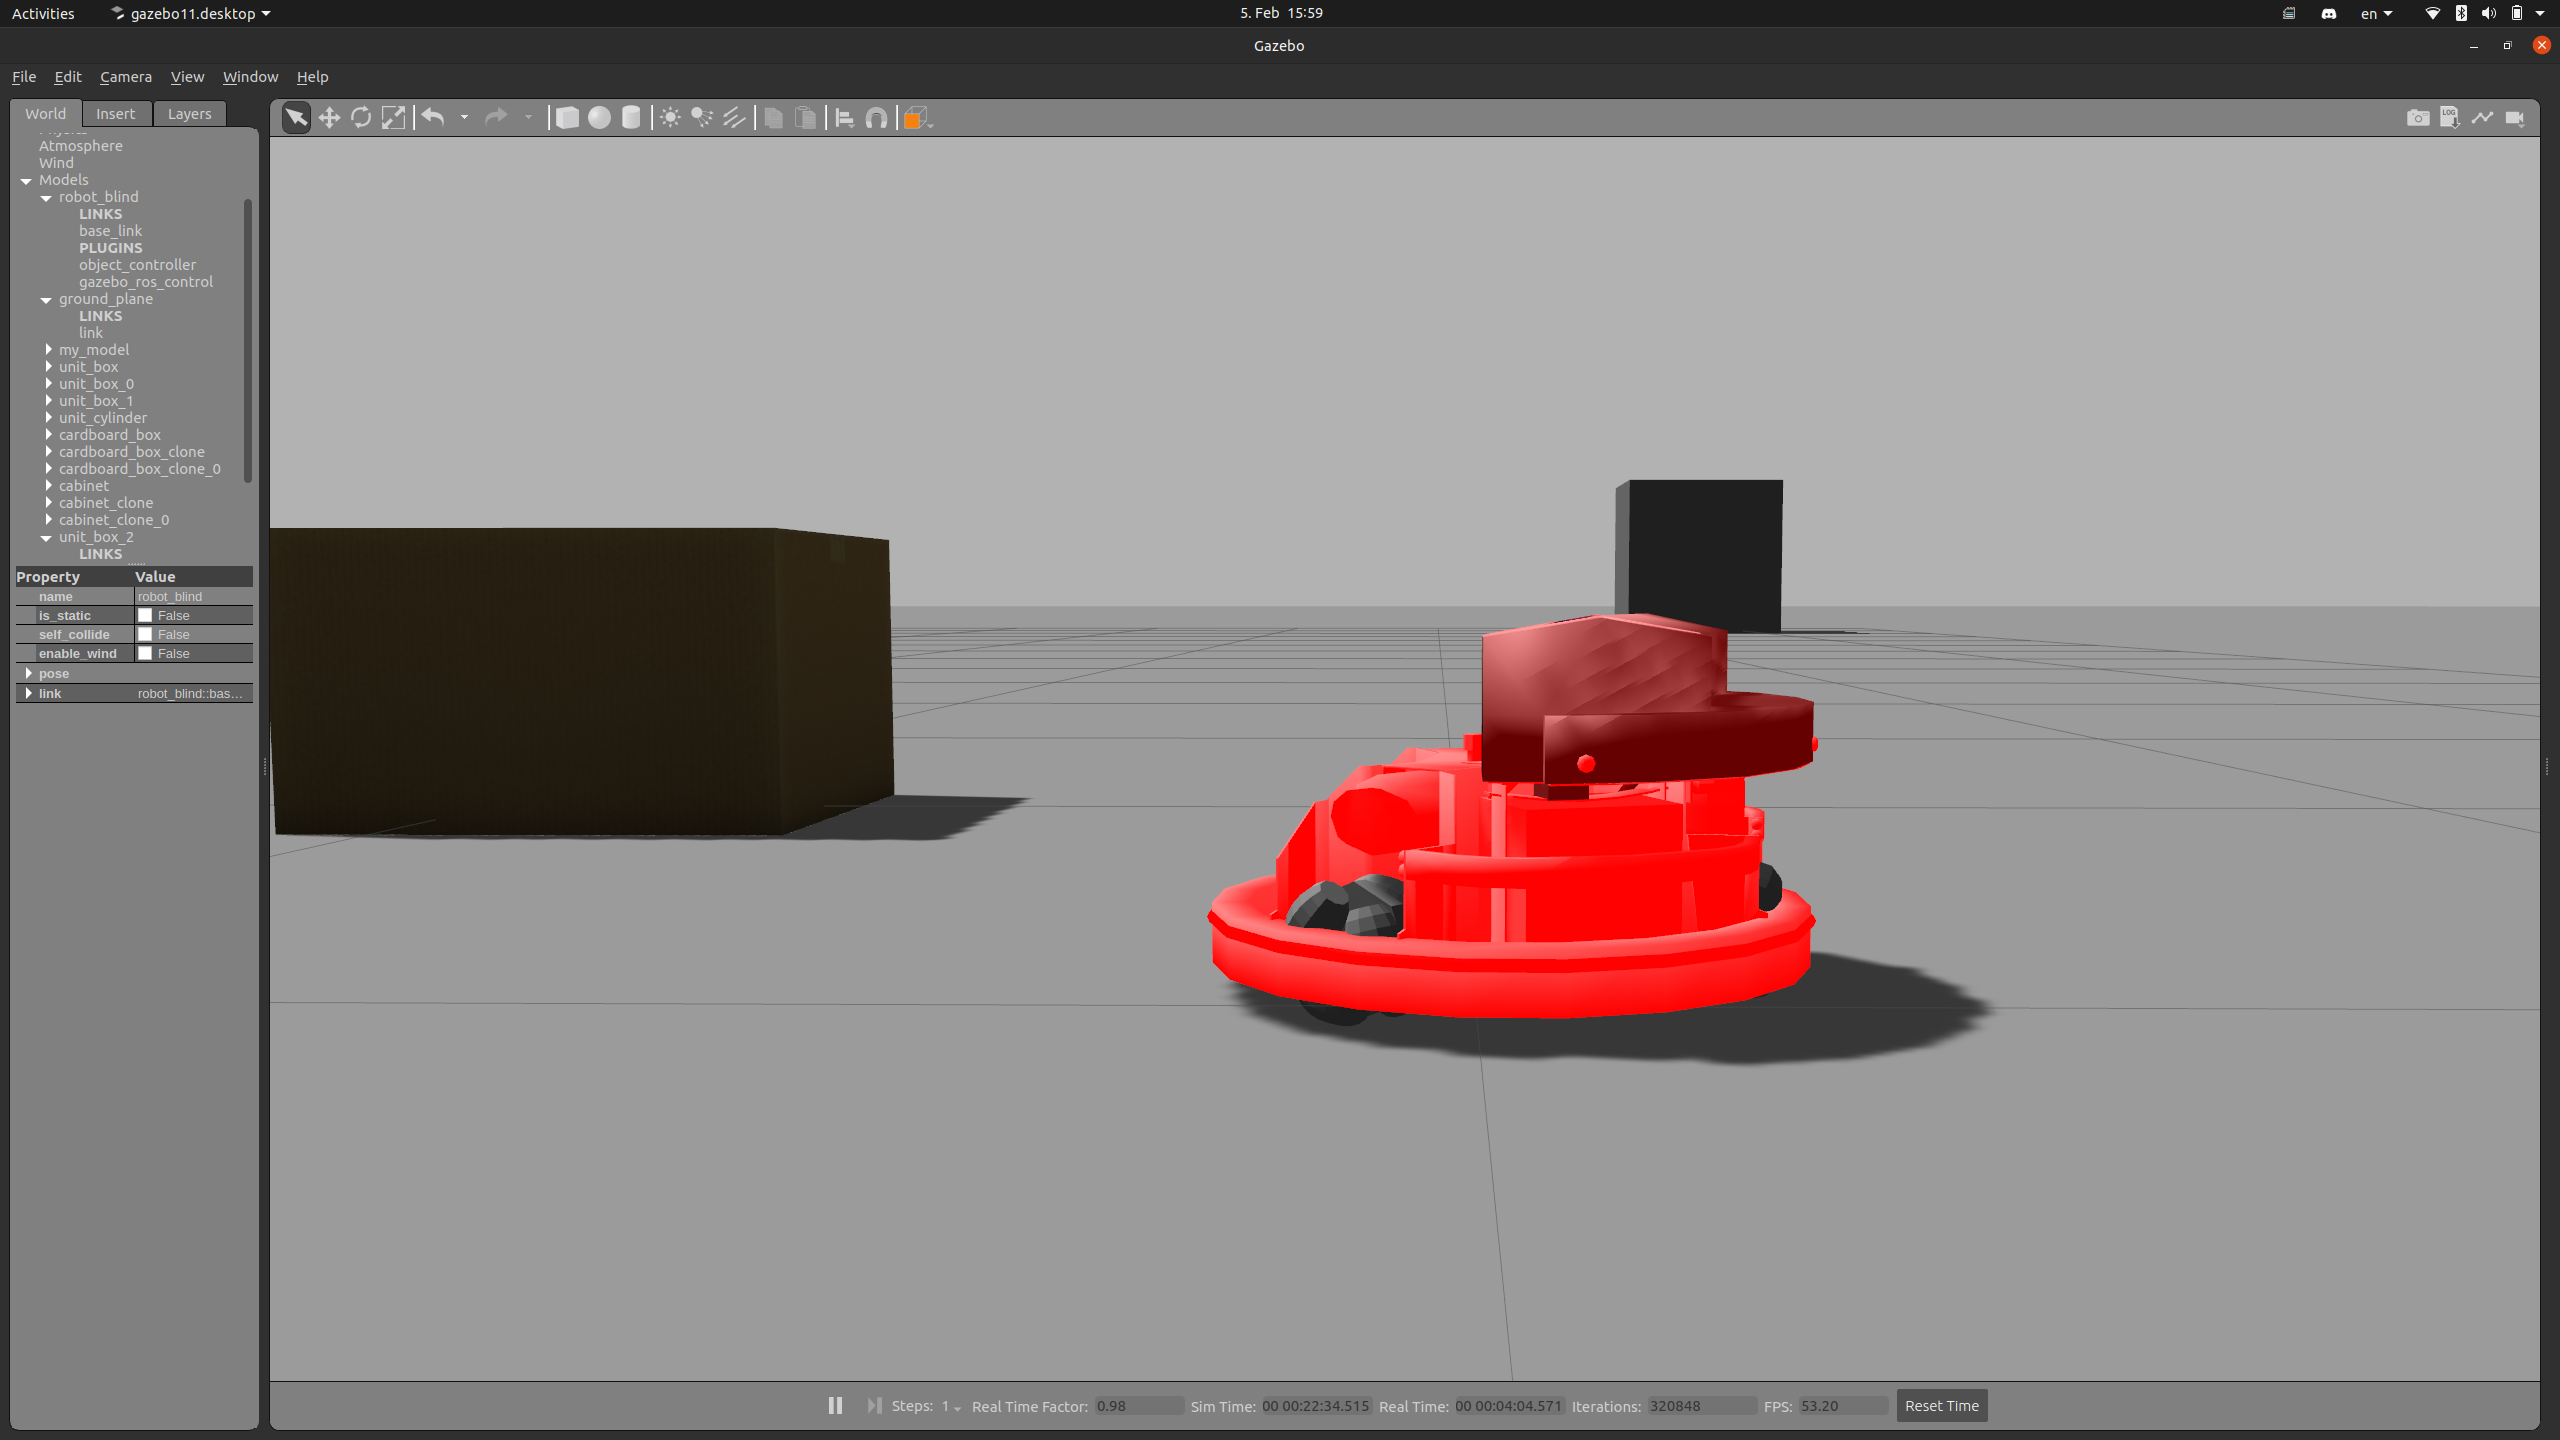 Activities gazebo11.desktop 5. Feb 15:59 en
Gazebo
File Edit Camera View Window Help
World Insert Layers
Atmosphere
Wind
Models
robot_blind
LINKS
base_link
PLUGINS
object_controller
gazebo_ros_control
ground_plane
LINKS
link
my_model
unit_box
unit_box_0
unit_box_1
unit_cylinder
cardboard_box
cardboard_box_clone
cardboard_box_clone_0
cabinet
cabinet_clone
cabinet_clone_0
unit_box_2
LINKS
Property Value
name robot_blind
is_static False
self_collide False
enable_wind False
pose
link robot_blind::bas...
LOG
Steps: 1 Real Time Factor: 0.98 Sim Time: 00 00:22:34.515 Real Time: 00 00:04:04.571 Iterations: 320848 FPS: 53.20 Reset Time